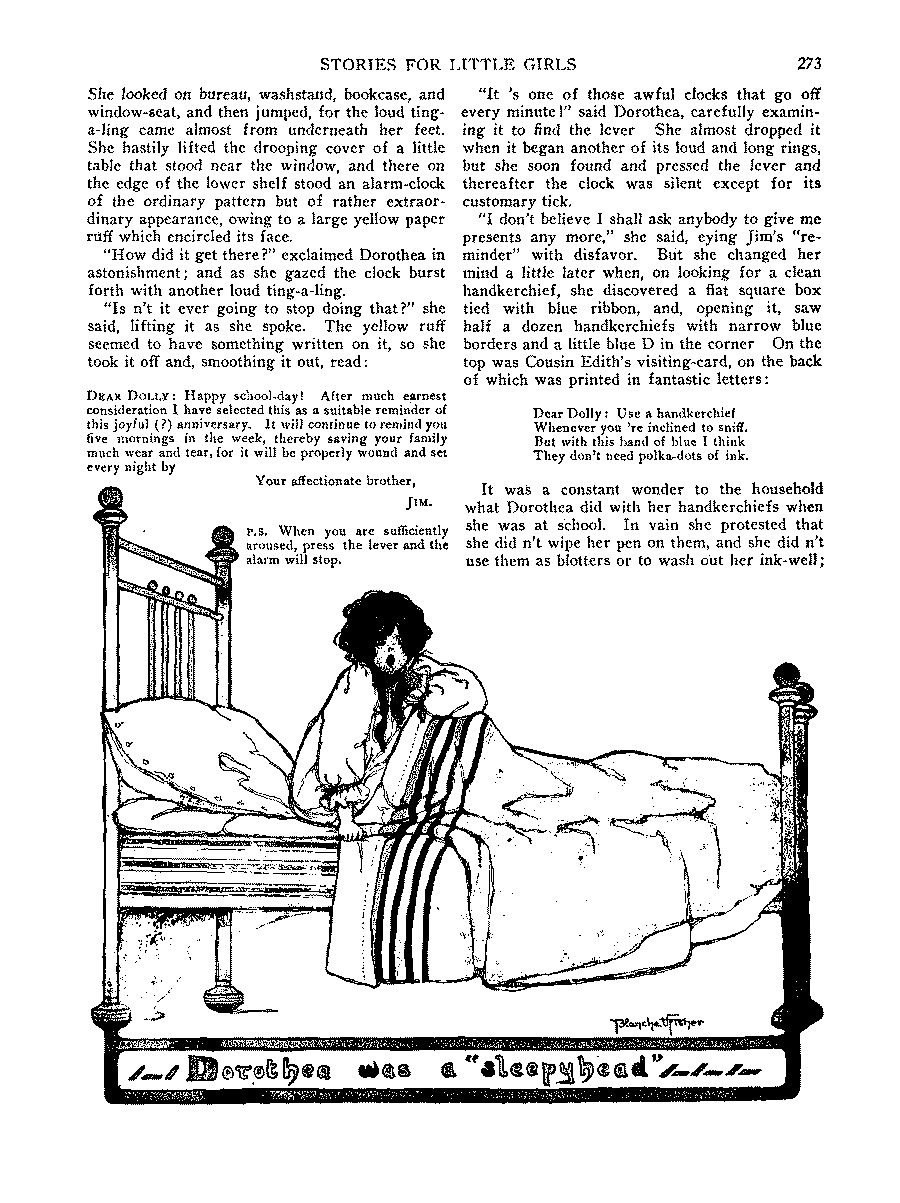 STORIES FOR LITTLE GIRLS 273
She looked on bureau, washstand, bookcase, and
window-seat, and then jumped, for the loud ting-
a-ling came almost from underneath her feet.
She hastily lifted the drooping cover of a little
table that stood near the window, and there on
the edge of the lower shelf stood an alarm-clock
of the ordinary pattern but of rather extraor-
dinary appearance, owing to a large yellow paper
ruff which encircled its face.
"How did it get there?" exclaimed Dorothea in
astonishment; and as she gazed the clock burst
forth with another loud ting-a-ling.
"Is n't it ever going to stop doing that?" she
said, lifting it as she spoke. The yellow ruff
seemed to have something written on it, so she
took it off and, smoothing it out, read:
DEAR DOLLY: Happy school-day! After much earnest
consideration I have selected this as a suitable reminder of
this joyful (?) anniversary. It will continue to remind you
five mornings in the week, thereby saving your family
much wear and tear, for it will be properly wound and set
every night by
Your affectionate brother,
JIM.
P.S. When you are sufficiently
aroused, press the lever and the
alarm will stop.
"It 's one of those awful clocks that go off
every minute!" said Dorothea, carefully examin-
ing it to find the lever She almost dropped it
when it began another of its loud and long rings,
but she soon found and pressed the lever and
thereafter the clock was silent except for its
customary tick.
"I don't believe I shall ask anybody to give me
presents any more," she said, eying Jim's "re-
minder" with disfavor. But she changed her
mind a little later when, on looking for a clean
handkerchief, she discovered a flat square box
tied with blue ribbon, and, opening it, saw
half a dozen handkerchiefs with narrow blue
borders and a little blue D in the corner On the
top was Cousin Edith's visiting-card, on the back
of which was printed in fantastic letters:
Dear Dolly: Use a handkerchief
Whenever you 're inclined to sniff.
But with this band of blue I think
They don't need polka-dots of ink.
It was a constant wonder to the household
what Dorothea did with her handkerchiefs when
she was at school. In vain she protested that
she did n't wipe her pen on them, and she did n't
use them as blotters or to wash out her ink-well;
Blanche Fisher
Dorothea was a "sleepyhead"